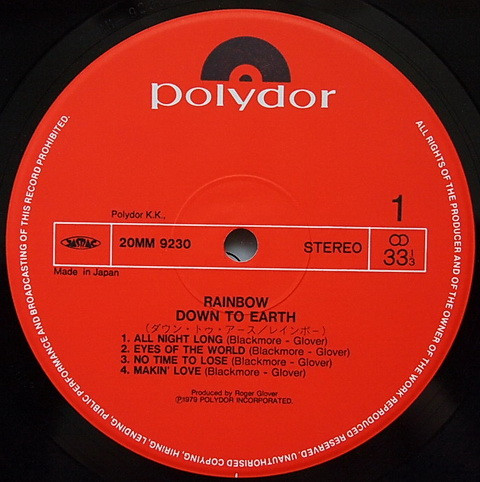 polydor
ALL RIGHTS OF THE PRODUCER AND OF THE OWNER OF THE WORK REPRODUCED RESERVED. UNAUTHORISED COPYING, HIRING, LENDING, PUBLIC PERFORMANCE AND BROADCASTING OF THIS RECORD PROHIBITED.
1
Polydor K.K.,
JASRAC 20MM 9230 STEREO 33 1/3
Made in Japan
RAINBOW
DOWN TO EARTH
(ダウン・トゥ・アース/レインボー)
1. ALL NIGHT LONG (Blackmore - Glover)
2. EYES OF THE WORLD (Blackmore - Glover)
3. NO TIME TO LOSE (Blackmore - Glover)
4. MAKIN' LOVE (Blackmore - Glover)
Produced by Roger Glover
Ⓟ1979 POLYDOR INCORPORATED.